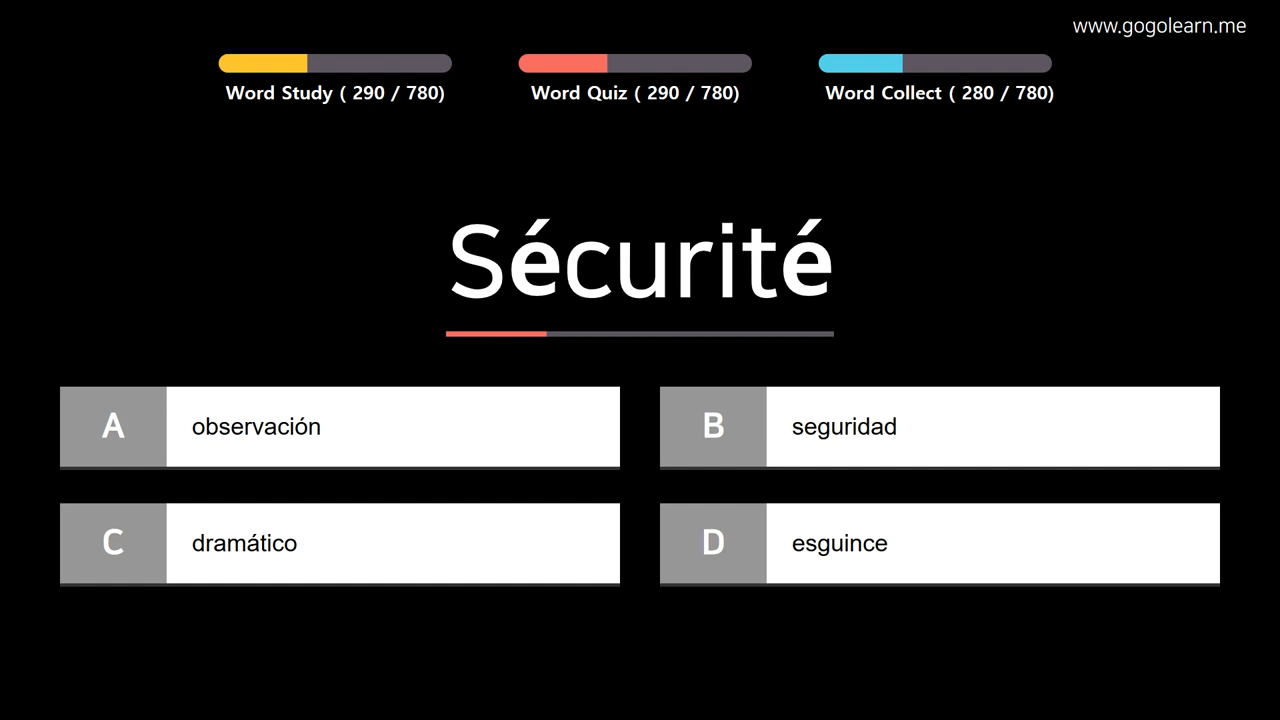 www.gogolearn.me
Word Study ( 290 / 780)
Word Quiz ( 290 / 780)
Word Collect ( 280 / 780)
Sécurité
A observación
B seguridad
C dramático
D esguince